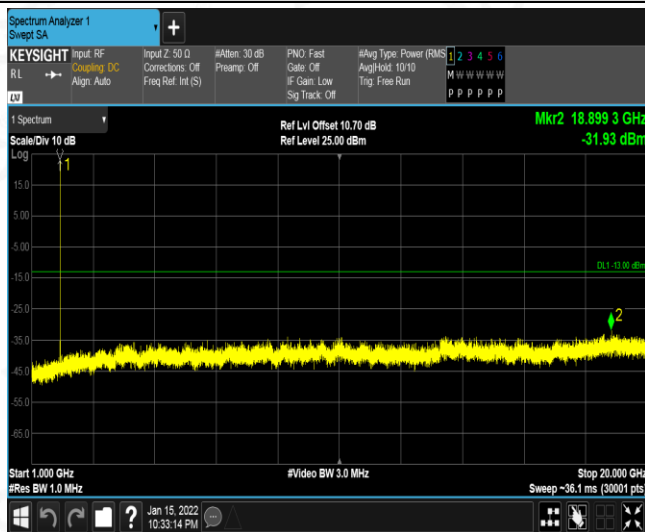 Spectrum Analyzer 1
Swept SA
+
KEYSIGHT
RL
LXI
Input: RF
Coupling: DC
Align: Auto
Input Z: 50 Ω
Corrections: Off
Freq Ref: Int (S)
#Atten: 30 dB
Preamp: Off
PNO: Fast
Gate: Off
IF Gain: Low
Sig Track: Off
#Avg Type: Power (RMS
Avg|Hold: 10/10
Trig: Free Run
1 2 3 4 5 6
M W W W W W
P P P P P P
1 Spectrum
Scale/Div 10 dB
Ref Lvl Offset 10.70 dB
Ref Level 25.00 dBm
Mkr2 18.899 3 GHz
-31.93 dBm
Log
1
15.0
5.00
-5.00
DL1 -13.00 dBm
-15.0
-25.0
2
-35.0
-45.0
-55.0
-65.0
Start 1.000 GHz
#Res BW 1.0 MHz
#Video BW 3.0 MHz
Stop 20.000 GHz
Sweep ~36.1 ms (30001 pts)
?
Jan 15, 2022
10:33:14 PM